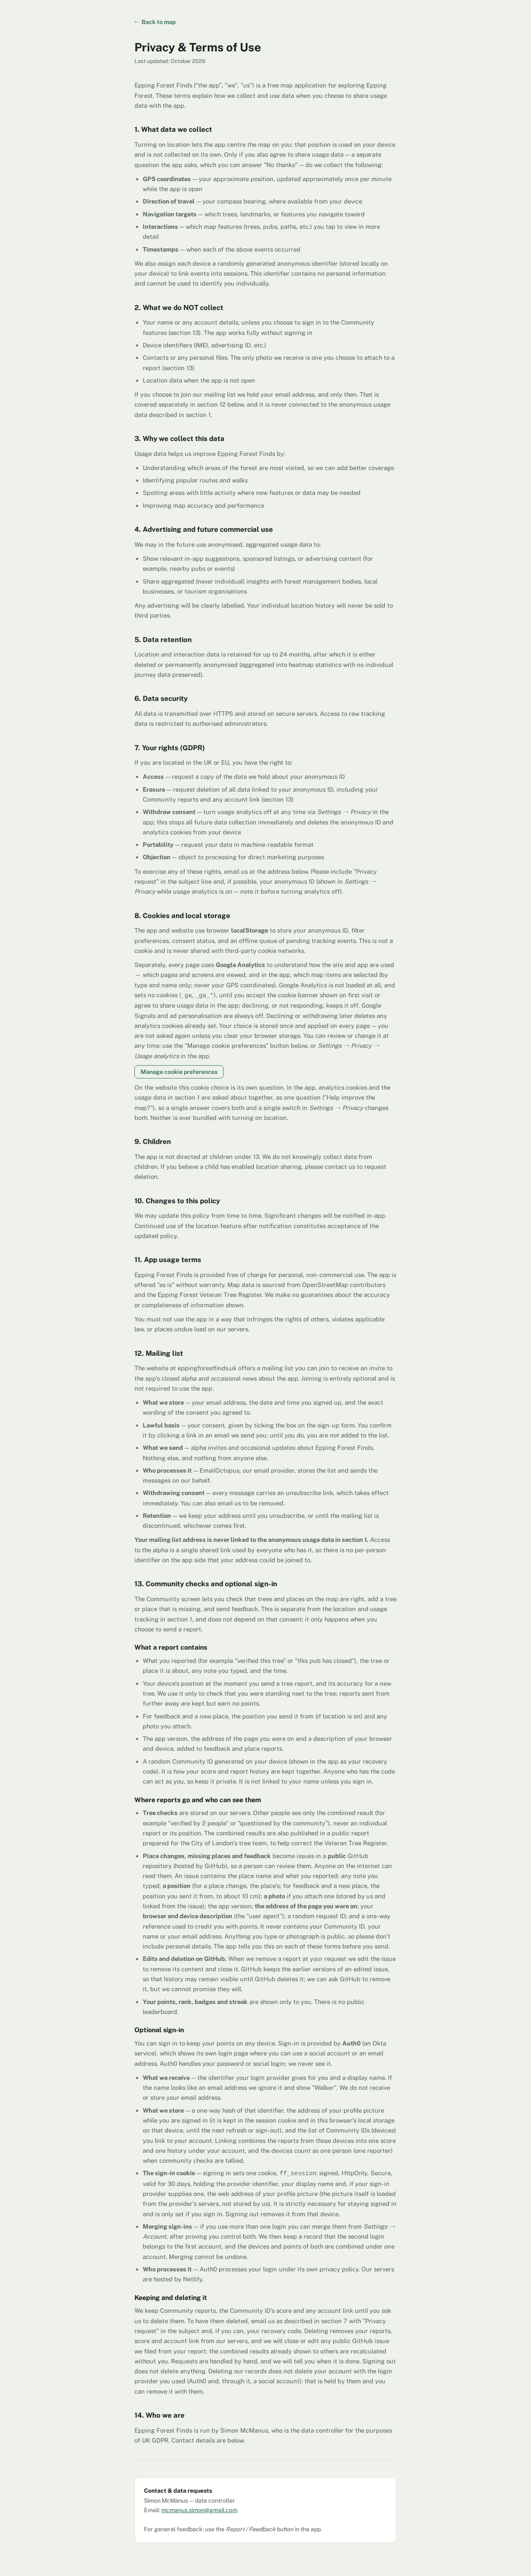 ← Back to map
Privacy & Terms of Use
Last updated: October 2026
Epping Forest Finds ("the app", "we", "us") is a free map application for exploring Epping
Forest. These terms explain how we collect and use data when you choose to share usage
data with the app.
1. What data we collect
Turning on location lets the app centre the map on you; that position is used on your device
and is not collected on its own. Only if you also agree to share usage data — a separate
question the app asks, which you can answer "No thanks" — do we collect the following:
• GPS coordinates — your approximate position, updated approximately once per minute
while the app is open
• Direction of travel — your compass bearing, where available from your device
• Navigation targets — which trees, landmarks, or features you navigate toward
• Interactions — which map features (trees, pubs, paths, etc.) you tap to view in more
detail
• Timestamps — when each of the above events occurred
We also assign each device a randomly generated anonymous identifier (stored locally on
your device) to link events into sessions. This identifier contains no personal information
and cannot be used to identify you individually.
2. What we do NOT collect
• Your name or any account details, unless you choose to sign in to the Community
features (section 13). The app works fully without signing in
• Device identifiers (IMEI, advertising ID, etc.)
• Contacts or any personal files. The only photo we receive is one you choose to attach to a
report (section 13)
• Location data when the app is not open
If you choose to join our mailing list we hold your email address, and only then. That is
covered separately in section 12 below, and it is never connected to the anonymous usage
data described in section 1.
3. Why we collect this data
Usage data helps us improve Epping Forest Finds by:
• Understanding which areas of the forest are most visited, so we can add better coverage
• Identifying popular routes and walks
• Spotting areas with little activity where new features or data may be needed
• Improving map accuracy and performance
4. Advertising and future commercial use
We may in the future use anonymised, aggregated usage data to:
• Show relevant in-app suggestions, sponsored listings, or advertising content (for
example, nearby pubs or events)
• Share aggregated (never individual) insights with forest management bodies, local
businesses, or tourism organisations
Any advertising will be clearly labelled. Your individual location history will never be sold to
third parties.
5. Data retention
Location and interaction data is retained for up to 24 months, after which it is either
deleted or permanently anonymised (aggregated into heatmap statistics with no individual
journey data preserved).
6. Data security
All data is transmitted over HTTPS and stored on secure servers. Access to raw tracking
data is restricted to authorised administrators.
7. Your rights (GDPR)
If you are located in the UK or EU, you have the right to:
• Access — request a copy of the data we hold about your anonymous ID
• Erasure — request deletion of all data linked to your anonymous ID, including your
Community reports and any account link (section 13)
• Withdraw consent — turn usage analytics off at any time via Settings → Privacy in the
app; this stops all future data collection immediately and deletes the anonymous ID and
analytics cookies from your device
• Portability — request your data in machine-readable format
• Objection — object to processing for direct marketing purposes
To exercise any of these rights, email us at the address below. Please include "Privacy
request" in the subject line and, if possible, your anonymous ID (shown in Settings →
Privacy while usage analytics is on — note it before turning analytics off).
8. Cookies and local storage
The app and website use browser localStorage to store your anonymous ID, filter
preferences, consent status, and an offline queue of pending tracking events. This is not a
cookie and is never shared with third-party cookie networks.
Separately, every page uses Google Analytics to understand how the site and app are used
— which pages and screens are viewed, and in the app, which map items are selected (by
type and name only; never your GPS coordinates). Google Analytics is not loaded at all, and
sets no cookies (_ga, _ga_*), until you accept the cookie banner shown on first visit or
agree to share usage data in the app; declining, or not responding, keeps it off. Google
Signals and ad personalisation are always off. Declining or withdrawing later deletes any
analytics cookies already set. Your choice is stored once and applied on every page — you
are not asked again unless you clear your browser storage. You can review or change it at
any time: use the "Manage cookie preferences" button below, or Settings → Privacy →
Usage analytics in the app.
Manage cookie preferences
On the website this cookie choice is its own question. In the app, analytics cookies and the
usage data in section 1 are asked about together, as one question ("Help improve the
map?"), so a single answer covers both and a single switch in Settings → Privacy changes
both. Neither is ever bundled with turning on location.
9. Children
The app is not directed at children under 13. We do not knowingly collect data from
children. If you believe a child has enabled location sharing, please contact us to request
deletion.
10. Changes to this policy
We may update this policy from time to time. Significant changes will be notified in-app.
Continued use of the location feature after notification constitutes acceptance of the
updated policy.
11. App usage terms
Epping Forest Finds is provided free of charge for personal, non-commercial use. The app is
offered "as is" without warranty. Map data is sourced from OpenStreetMap contributors
and the Epping Forest Veteran Tree Register. We make no guarantees about the accuracy
or completeness of information shown.
You must not use the app in a way that infringes the rights of others, violates applicable
law, or places undue load on our servers.
12. Mailing list
The website at eppingforestfinds.uk offers a mailing list you can join to receive an invite to
the app's closed alpha and occasional news about the app. Joining is entirely optional and is
not required to use the app.
• What we store — your email address, the date and time you signed up, and the exact
wording of the consent you agreed to.
• Lawful basis — your consent, given by ticking the box on the sign-up form. You confirm
it by clicking a link in an email we send you; until you do, you are not added to the list.
• What we send — alpha invites and occasional updates about Epping Forest Finds.
Nothing else, and nothing from anyone else.
• Who processes it — EmailOctopus, our email provider, stores the list and sends the
messages on our behalf.
• Withdrawing consent — every message carries an unsubscribe link, which takes effect
immediately. You can also email us to be removed.
• Retention — we keep your address until you unsubscribe, or until the mailing list is
discontinued, whichever comes first.
Your mailing list address is never linked to the anonymous usage data in section 1. Access
to the alpha is a single shared link used by everyone who has it, so there is no per-person
identifier on the app side that your address could be joined to.
13. Community checks and optional sign-in
The Community screen lets you check that trees and places on the map are right, add a tree
or place that is missing, and send feedback. This is separate from the location and usage
tracking in section 1, and does not depend on that consent: it only happens when you
choose to send a report.
What a report contains
• What you reported (for example "verified this tree" or "this pub has closed"), the tree or
place it is about, any note you typed, and the time.
• Your device's position at the moment you send a tree report, and its accuracy for a new
tree. We use it only to check that you were standing next to the tree; reports sent from
further away are kept but earn no points.
• For feedback and a new place, the position you send it from (if location is on) and any
photo you attach.
• The app version, the address of the page you were on and a description of your browser
and device, added to feedback and place reports.
• A random Community ID generated on your device (shown in the app as your recovery
code). It is how your score and report history are kept together. Anyone who has the code
can act as you, so keep it private. It is not linked to your name unless you sign in.
Where reports go and who can see them
• Tree checks are stored on our servers. Other people see only the combined result (for
example "verified by 2 people" or "questioned by the community"), never an individual
report or its position. The combined results are also published in a public report
prepared for the City of London's tree team, to help correct the Veteran Tree Register.
• Place changes, missing places and feedback become issues in a public GitHub
repository (hosted by GitHub), so a person can review them. Anyone on the internet can
read them. An issue contains: the place name and what you reported; any note you
typed; a position (for a place change, the place's; for feedback and a new place, the
position you sent it from, to about 10 cm); a photo if you attach one (stored by us and
linked from the issue); the app version; the address of the page you were on; your
browser and device description (the "user agent"); a random request ID; and a one-way
reference used to credit you with points. It never contains your Community ID, your
name or your email address. Anything you type or photograph is public, so please don't
include personal details. The app tells you this on each of these forms before you send.
• Edits and deletion on GitHub. When we remove a report at your request we edit the issue
to remove its content and close it. GitHub keeps the earlier versions of an edited issue,
so that history may remain visible until GitHub deletes it; we can ask GitHub to remove
it, but we cannot promise they will.
• Your points, rank, badges and streak are shown only to you. There is no public
leaderboard.
Optional sign-in
You can sign in to keep your points on any device. Sign-in is provided by Auth0 (an Okta
service), which shows its own login page where you can use a social account or an email
address. Auth0 handles your password or social login; we never see it.
• What we receive — the identifier your login provider gives for you and a display name. If
the name looks like an email address we ignore it and show "Walker". We do not receive
or store your email address.
• What we store — a one-way hash of that identifier, the address of your profile picture
while you are signed in (it is kept in the session cookie and in this browser's local storage
on that device, until the next refresh or sign-out), and the list of Community IDs (devices)
you link to your account. Linking combines the reports from those devices into one score
and one history under your account, and the devices count as one person (one reporter)
when community checks are tallied.
• The sign-in cookie — signing in sets one cookie, ff_session: signed, HttpOnly, Secure,
valid for 30 days, holding the provider identifier, your display name and, if your sign-in
provider supplies one, the web address of your profile picture (the picture itself is loaded
from the provider's servers, not stored by us). It is strictly necessary for staying signed in
and is only set if you sign in. Signing out removes it from that device.
• Merging sign-ins — if you use more than one login you can merge them from Settings →
Account, after proving you control both. We then keep a record that the second login
belongs to the first account, and the devices and points of both are combined under one
account. Merging cannot be undone.
• Who processes it — Auth0 processes your login under its own privacy policy. Our servers
are hosted by Netlify.
Keeping and deleting it
We keep Community reports, the Community ID's score and any account link until you ask
us to delete them. To have them deleted, email us as described in section 7 with "Privacy
request" in the subject and, if you can, your recovery code. Deleting removes your reports,
score and account link from our servers, and we will close or edit any public GitHub issue
we filed from your report; the combined results already shown to others are recalculated
without you. Requests are handled by hand, and we will tell you when it is done. Signing out
does not delete anything. Deleting our records does not delete your account with the login
provider you used (Auth0 and, through it, a social account): that is held by them and you
can remove it with them.
14. Who we are
Epping Forest Finds is run by Simon McManus, who is the data controller for the purposes
of UK GDPR. Contact details are below.
Contact & data requests
Simon McManus — data controller
Email: mcmanus.simon@gmail.com
For general feedback: use the Report / Feedback button in the app.